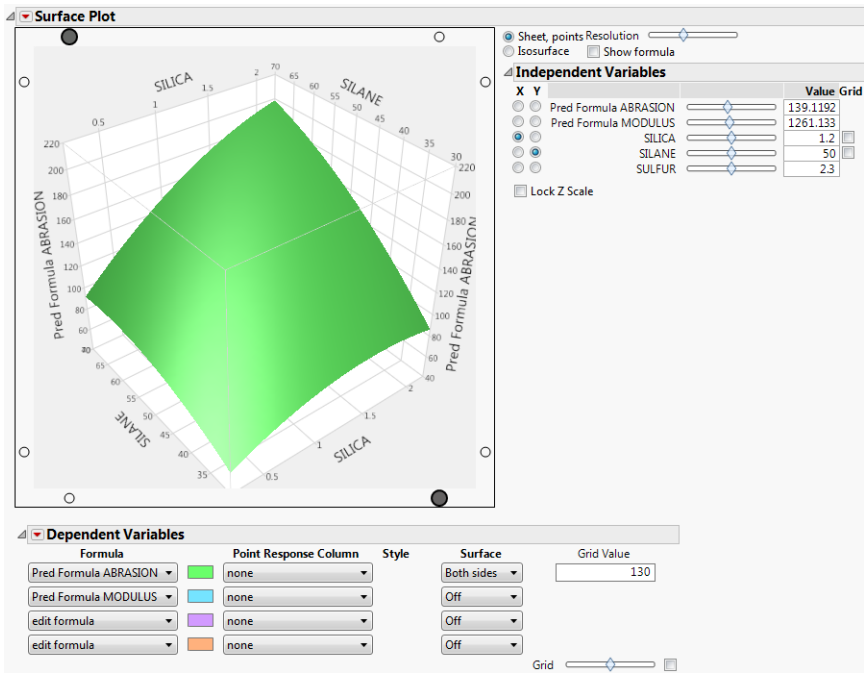 Surface Plot
Sheet, points Resolution
Isosurface Show formula
Independent Variables
X Y Value Grid
Pred Formula ABRASION 139.1192
Pred Formula MODULUS 1261.133
SILICA 1.2
SILANE 50
SULFUR 2.3
Lock Z Scale
SILICA
0.5 1 1.5 2
SILANE
70 65 60 55 50 45 40 35 30
220 200 180 160 140 120 100 80 60
Pred Formula ABRASION
220 200 180 160 140 120 100 80 60 40
Pred Formula ABRASION
65 60 55 50 45 40 35
SILANE
0.5 1 1.5 2
SILICA
Dependent Variables
Formula Point Response Column Style Surface Grid Value
Pred Formula ABRASION none Both sides 130
Pred Formula MODULUS none Off
edit formula none Off
edit formula none Off
Grid